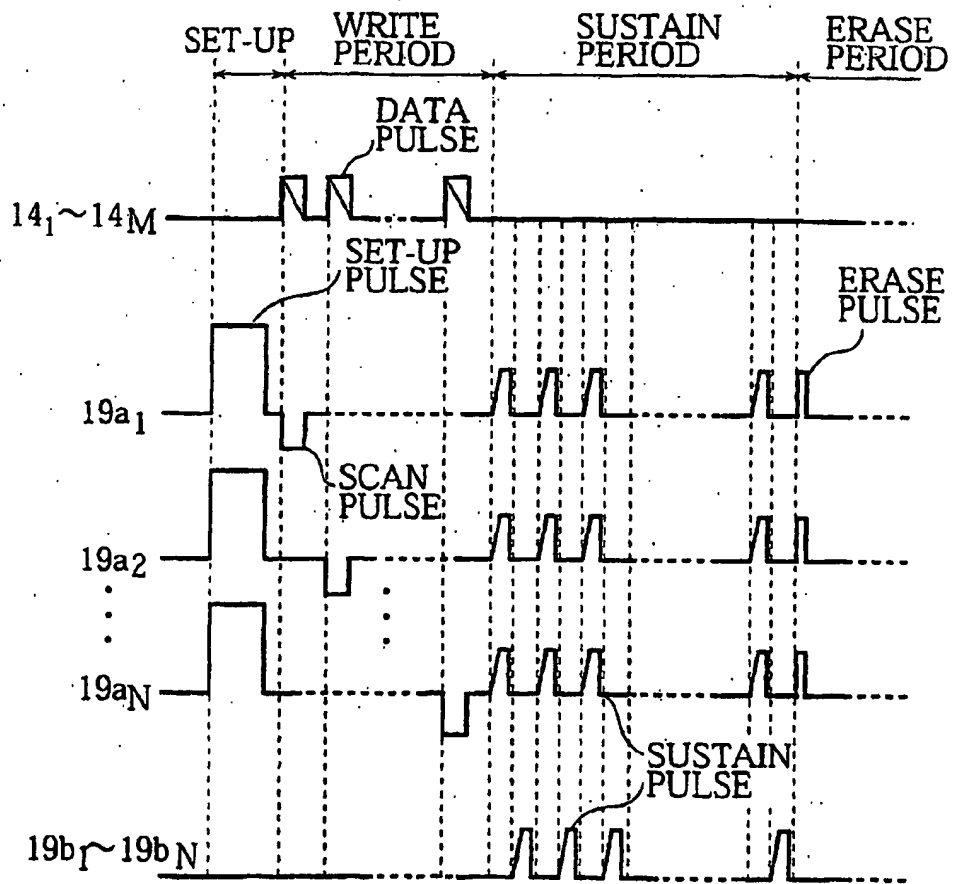 SET-UP
WRITE
PERIOD
SUSTAIN
PERIOD
ERASE
PERIOD
DATA
PULSE
14₁~14M
SET-UP
PULSE
ERASE
PULSE
19a₁
SCAN
PULSE
19a₂
19aN
SUSTAIN
PULSE
19b₁~19bN